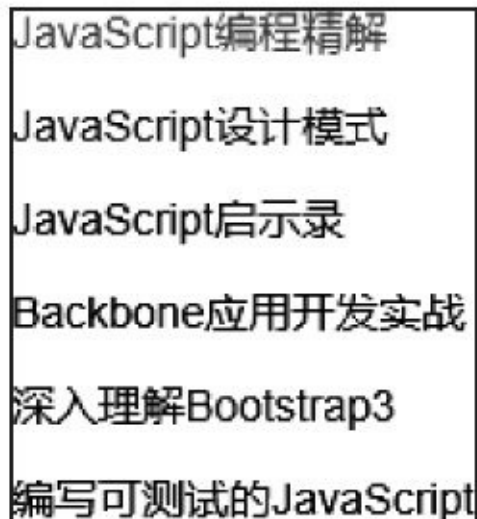 JavaScript编程精解
JavaScript设计模式
JavaScript启示录
Backbone应用开发实战
深入理解Bootstrap3
编写可测试的JavaScript